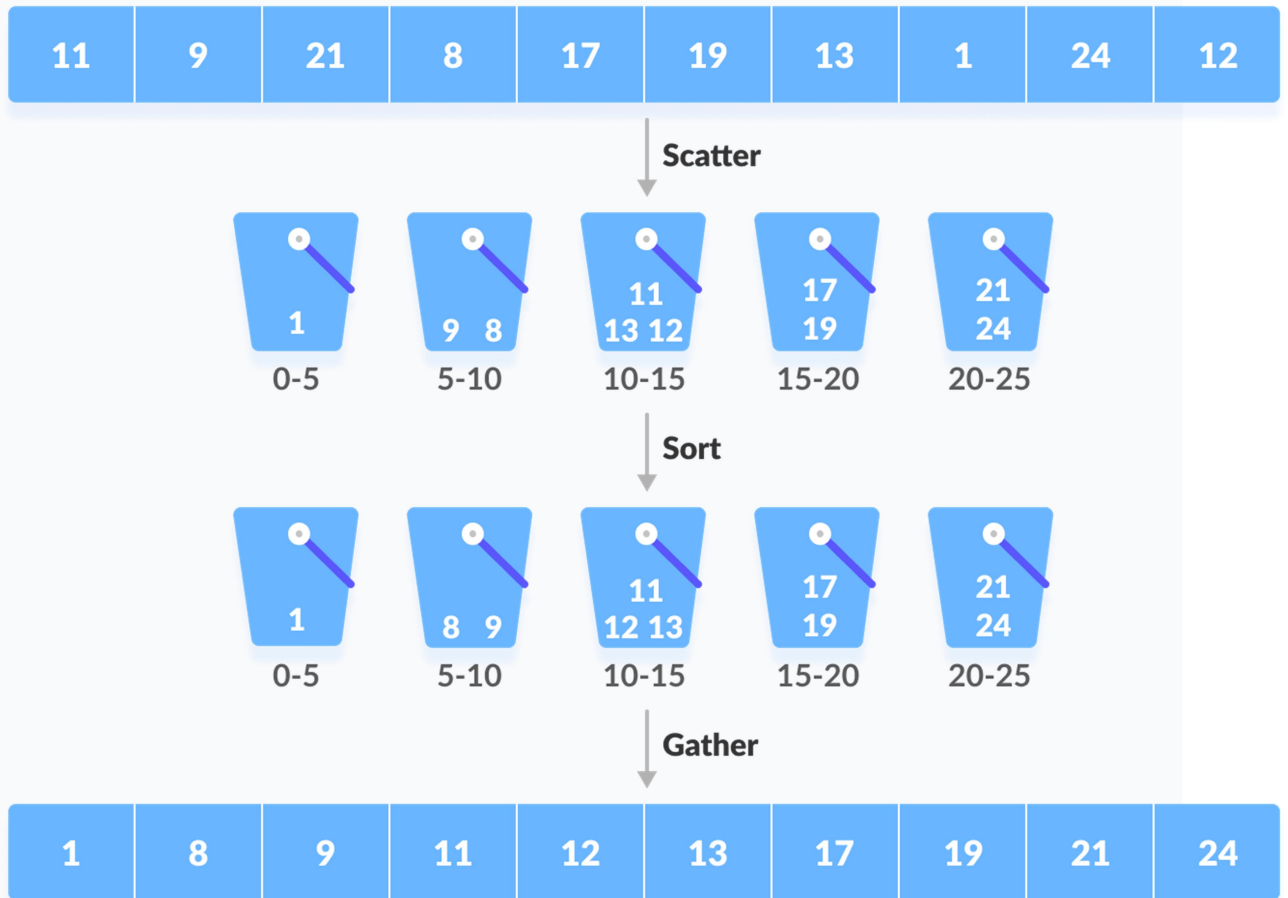 11 9 21 8 17 19 13 1 24 12
Scatter
11 17 21
1 9 8 13 12 19 24
0-5 5-10 10-15 15-20 20-25
Sort
11 17 21
1 8 9 12 13 19 24
0-5 5-10 10-15 15-20 20-25
Gather
1 8 9 11 12 13 17 19 21 24